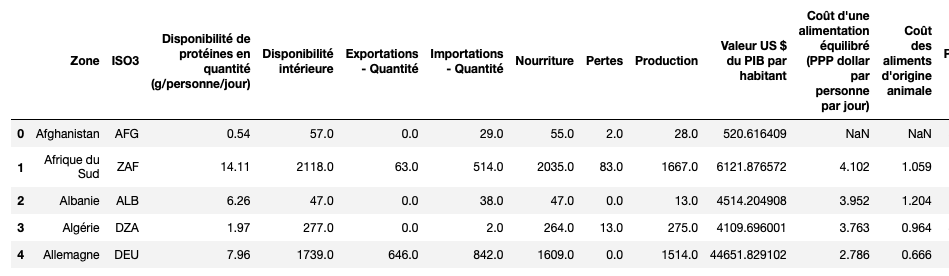 Zone ISO3 Disponibilité de protéines en quantité (g/personne/jour) Disponibilité intérieure Exportations - Quantité Importations - Quantité Nourriture Pertes Production Valeur US $ du PIB par habitant Coût d'une alimentation équilibré (PPP dollar par personne par jour) Coût des aliments d'origine animale
0 Afghanistan AFG 0.54 57.0 0.0 29.0 55.0 2.0 28.0 520.616409 NaN NaN
1 Afrique du Sud ZAF 14.11 2118.0 63.0 514.0 2035.0 83.0 1667.0 6121.876572 4.102 1.059
2 Albanie ALB 6.26 47.0 0.0 38.0 47.0 0.0 13.0 4514.204908 3.952 1.204
3 Algérie DZA 1.97 277.0 0.0 2.0 264.0 13.0 275.0 4109.696001 3.763 0.964
4 Allemagne DEU 7.96 1739.0 646.0 842.0 1609.0 0.0 1514.0 44651.829102 2.786 0.666